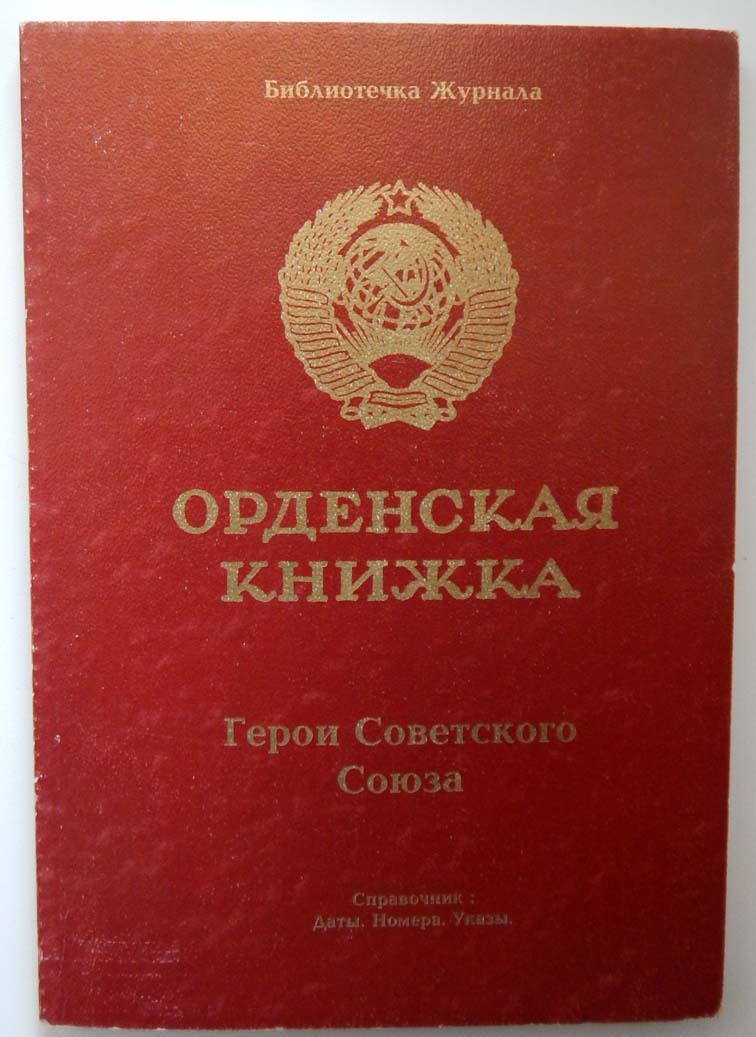 Библиотечка Журнала
ОРДЕНСКАЯ
КНИЖКА
Герои Советского
Союза
Справочник :
Даты. Номера. Указы.